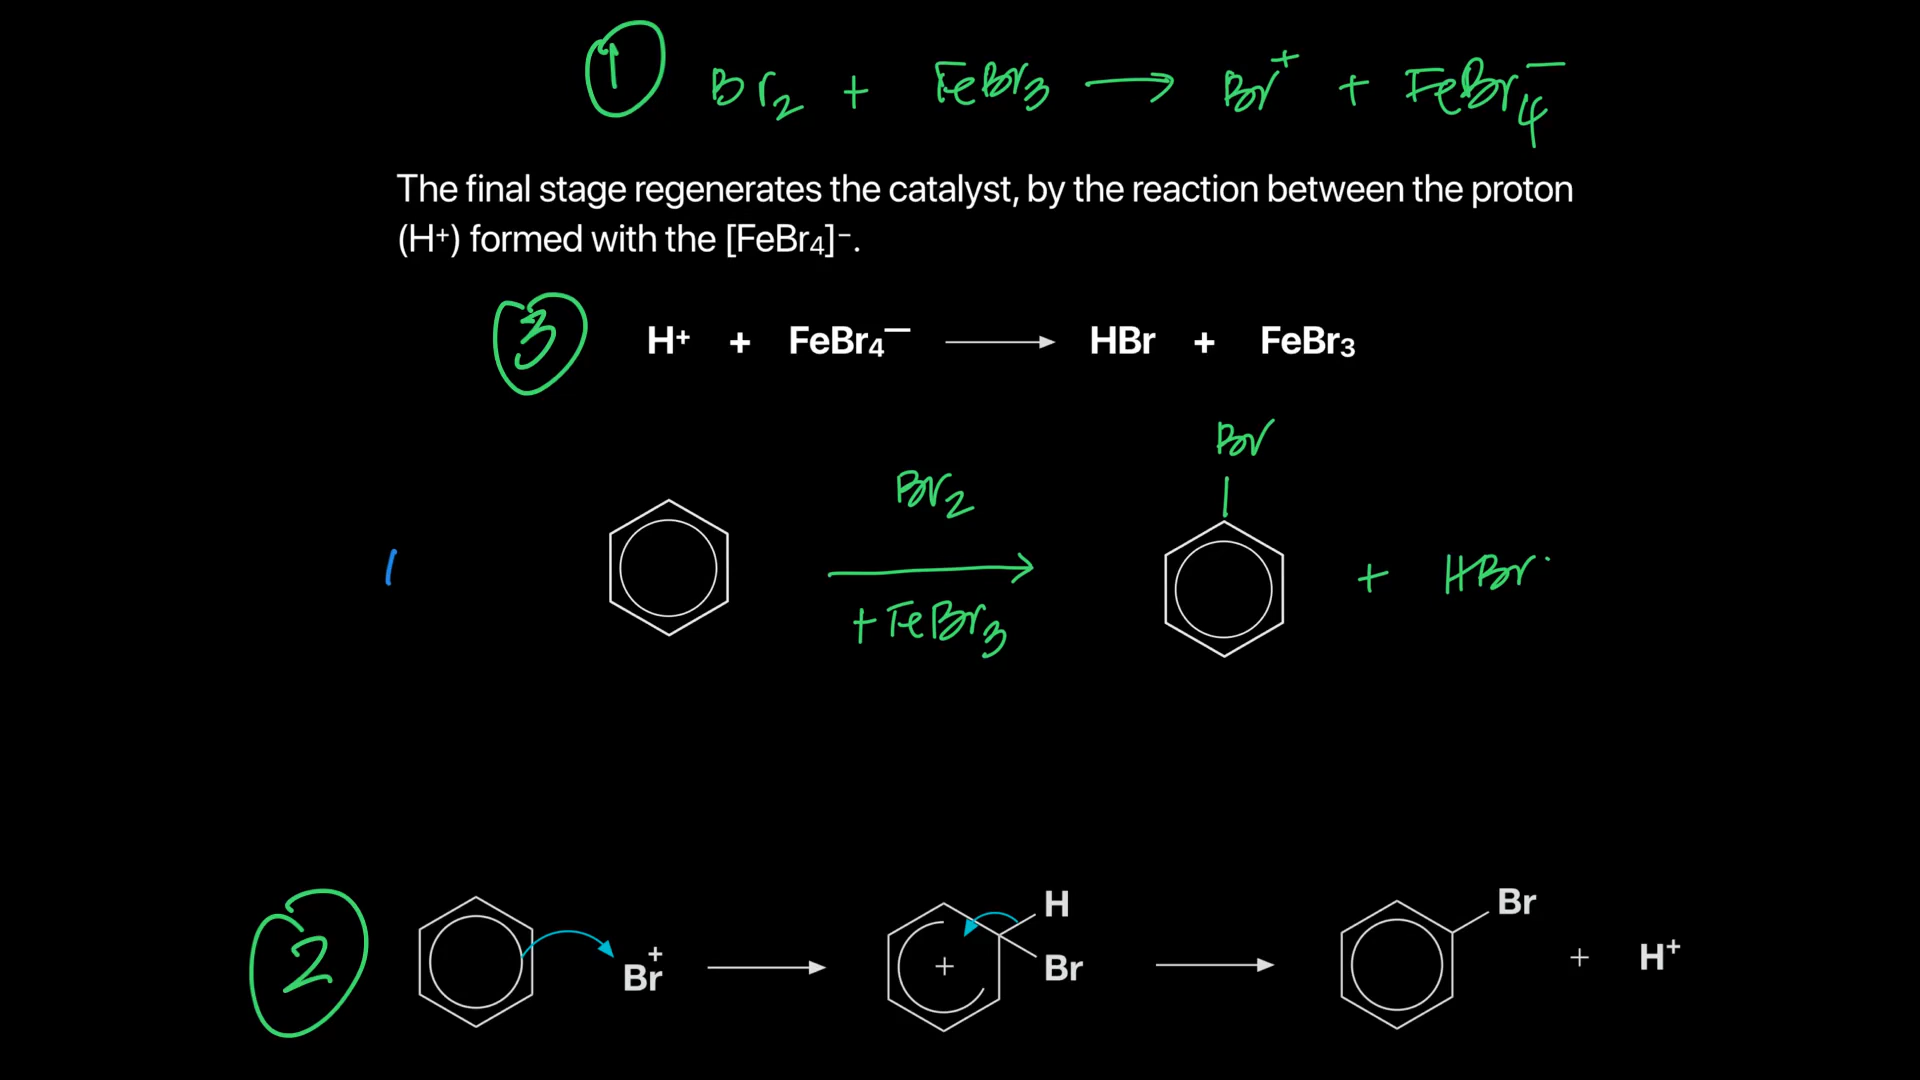 ① Br₂ + FeBr₃ → Br⁺ + FeBr₄⁻
The final stage regenerates the catalyst, by the reaction between the proton
(H⁺) formed with the [FeBr₄]⁻.
③ H⁺ + FeBr₄⁻ → HBr + FeBr₃
Br
Br₂
+ FeBr₃
+ HBr
② Br⁺ → + H Br → Br + H⁺